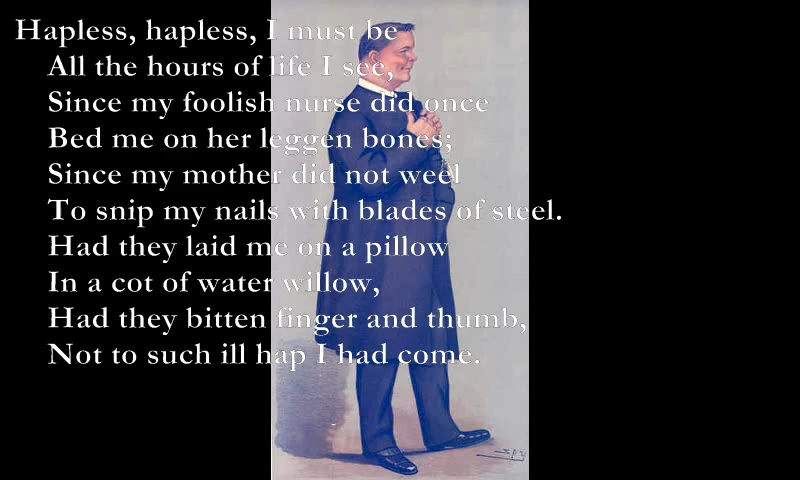 Hapless, hapless, I must be
All the hours of life I see,
Since my foolish nurse did once
Bed me on her leggen bones;
Since my mother did not weel
To snip my nails with blades of steel.
Had they laid me on a pillow
In a cot of water willow,
Had they bitten finger and thumb,
Not to such ill hap I had come.
Spy